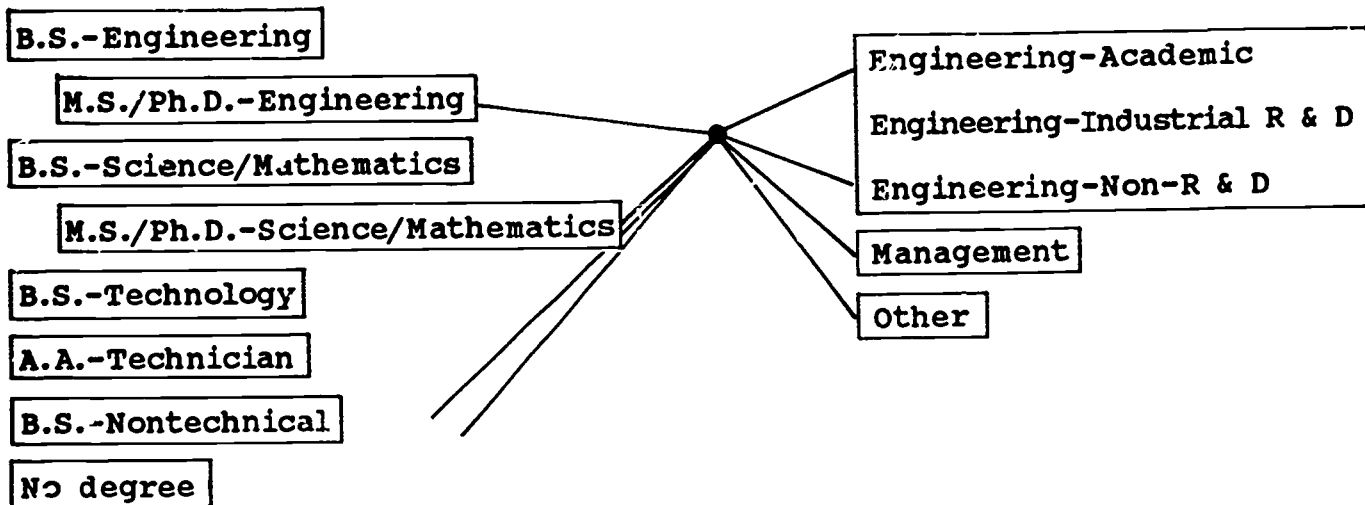 B.S.-Engineering
M.S./Ph.D.-Engineering
B.S.-Science/Mathematics
M.S./Ph.D.-Science/Mathematics
B.S.-Technology
A.A.-Technician
B.S.-Nontechnical
No degree
Engineering-Academic
Engineering-Industrial R & D
Engineering-Non-R & D
Management
Other